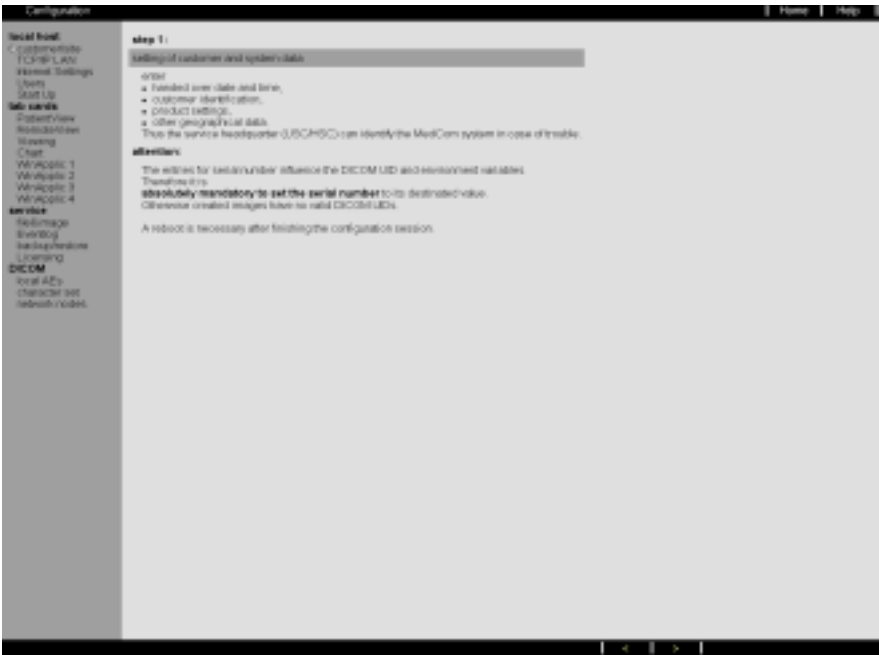 Configuration
Home
Help
local host
customer/site
TCP/IP LAN
Internet Settings
Users
Start Up
tab cards
PatientView
RemoteView
Viewing
Chart
WinApplic 1
WinApplic 2
WinApplic 3
WinApplic 4
service
fileilmage
Eventlog
backup/restore
Licensing
DICOM
local AEs
character set
network nodes
step 1:
setting of customer and system data
enter
• handed over date and time,
• customer identification,
• product settings,
• other geographical data.
Thus the service headquarter (USC/HSC) can identify the MedCom system in case of trouble.
attention:
The entries for serial number influence the DICOM UID and environment variables.
Therefore it is
absolutely mandatory to set the serial number to its destinated value.
Otherwise created images have no valid DICOM UIDs.
A reboot is necessary after finishing the configuration session.
< >